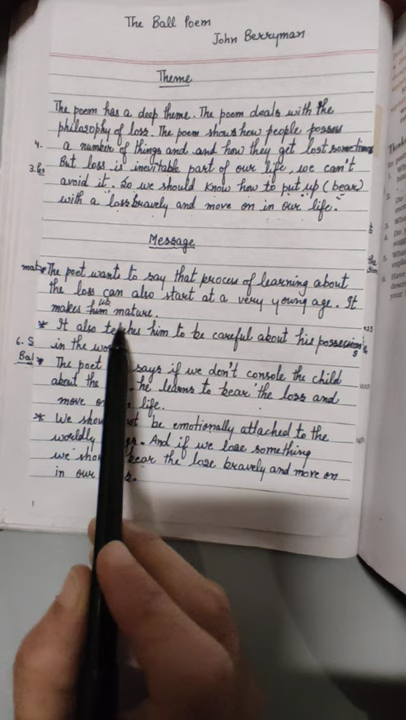 The Ball Poem
John Berryman
Theme
The poem has a deep theme. The poem deals with the
philosophy of loss. The poem shows how people possess
a number of things and and how they get lost sometimes
But loss is inevitable part of our life, we can't
avoid it. So we should know how to put up (bear)
with a loss bravely and move on in our life.
Message
The poet want to say that process of learning about
the loss can also start at a very young age. It
makes him mature.
* It also teaches him to be careful about his possession
in the
* The poet says if we don't console the child
about the he learns to bear the loss and
move life.
* We be emotionally attached to the
worldly And if we lose something
we bear the lose bravely and move on
in our